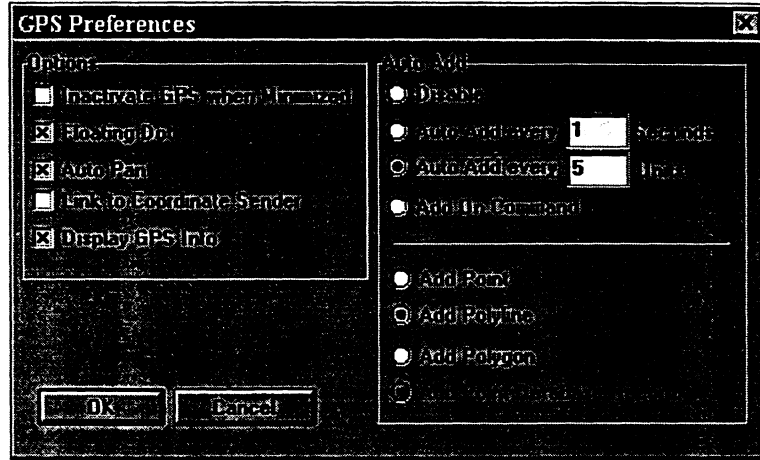 GPS Preferences
Options
Inactivate GPS when Minimized
Floating Dot
Auto Pan
Link to Coordinate Sender
Display GPS Info
OK
Cancel
Auto Add
Disable
Auto Add every 1 Seconds
Auto Add every 5 Units
Add On Command
Add Point
Add Polyline
Add Polygon